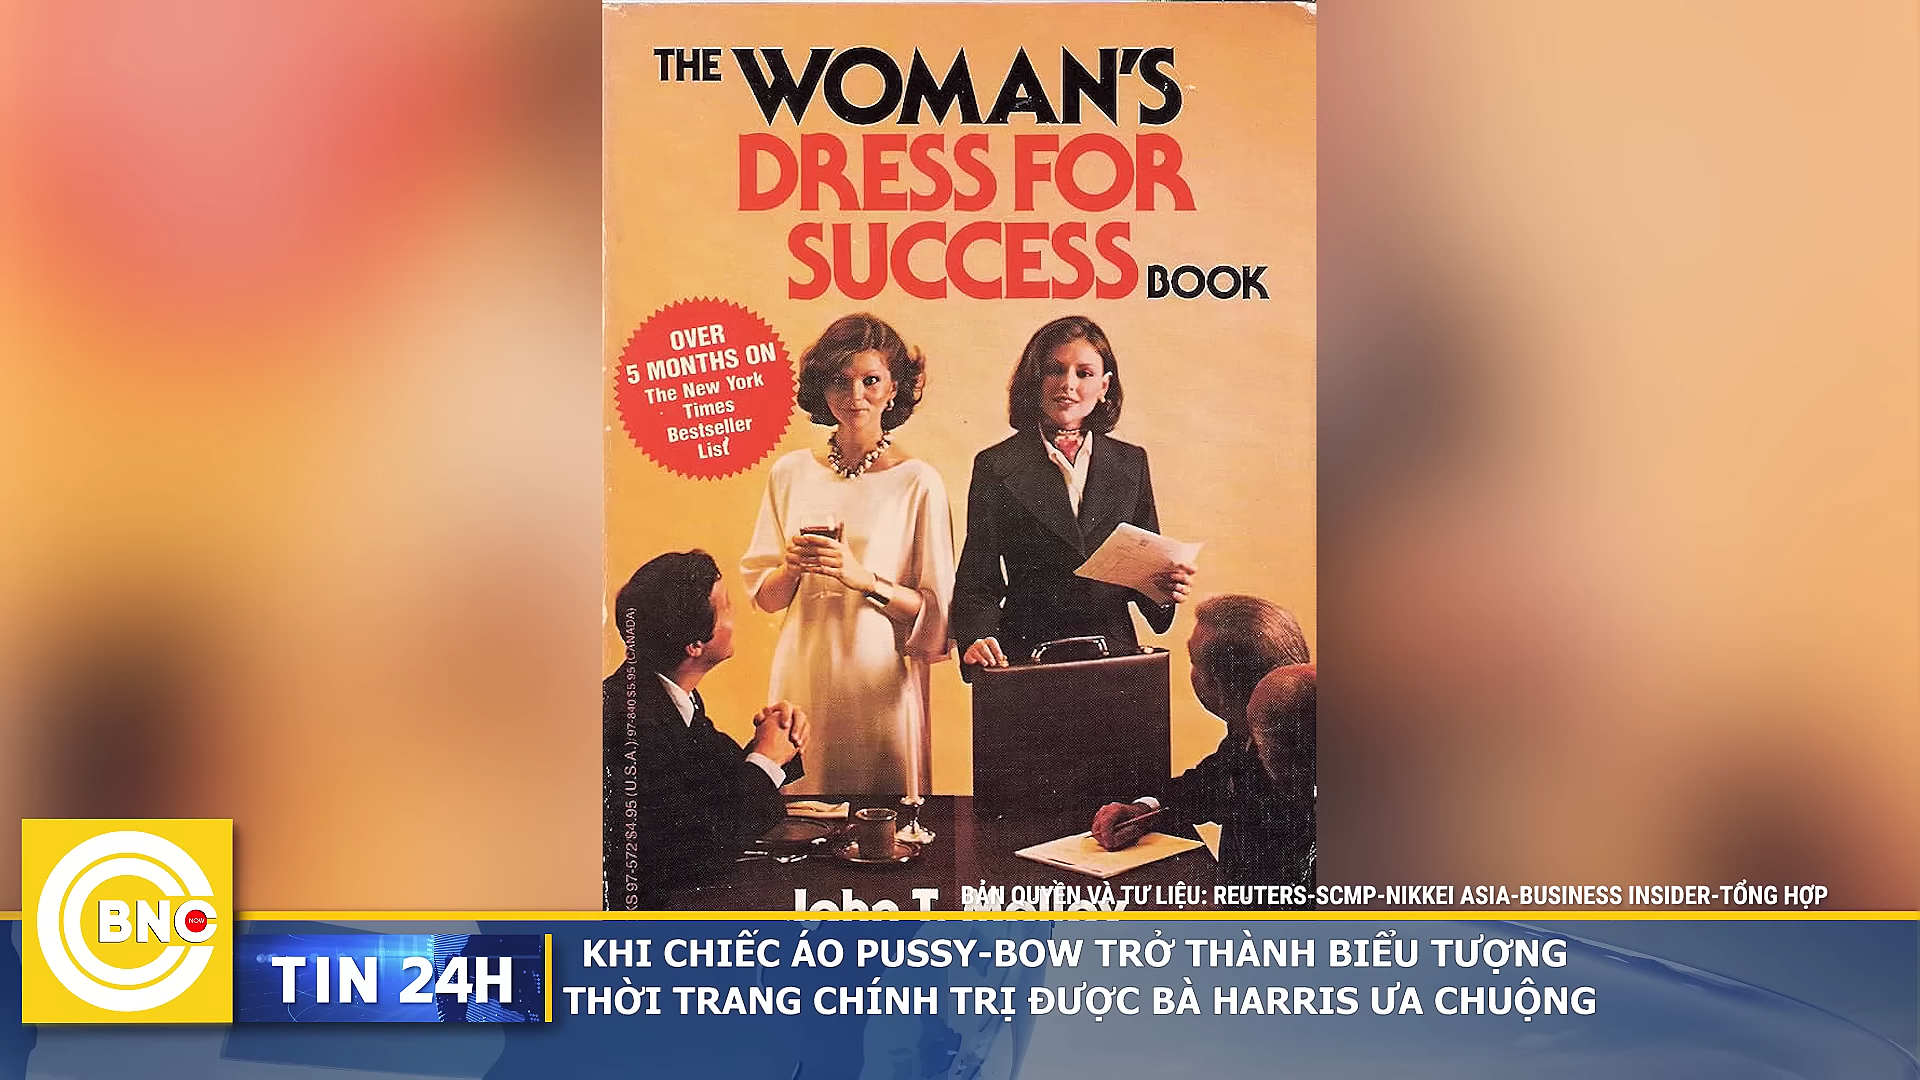 THE WOMAN'S
DRESS FOR
SUCCESS BOOK
OVER
5 MONTHS ON
The New York
Times
Bestseller
List
KS 97-572 $4.95 (U.S.A.) 97-840 $5.95 (CANADA)
John T. Molloy
BẢN QUYỀN VÀ TƯ LIỆU: REUTERS-SCMP-NIKKEI ASIA-BUSINESS INSIDER-TỔNG HỢP
BNC
NOW
TIN 24H
KHI CHIẾC ÁO PUSSY-BOW TRỞ THÀNH BIỂU TƯỢNG
THỜI TRANG CHÍNH TRỊ ĐƯỢC BÀ HARRIS ƯA CHUỘNG